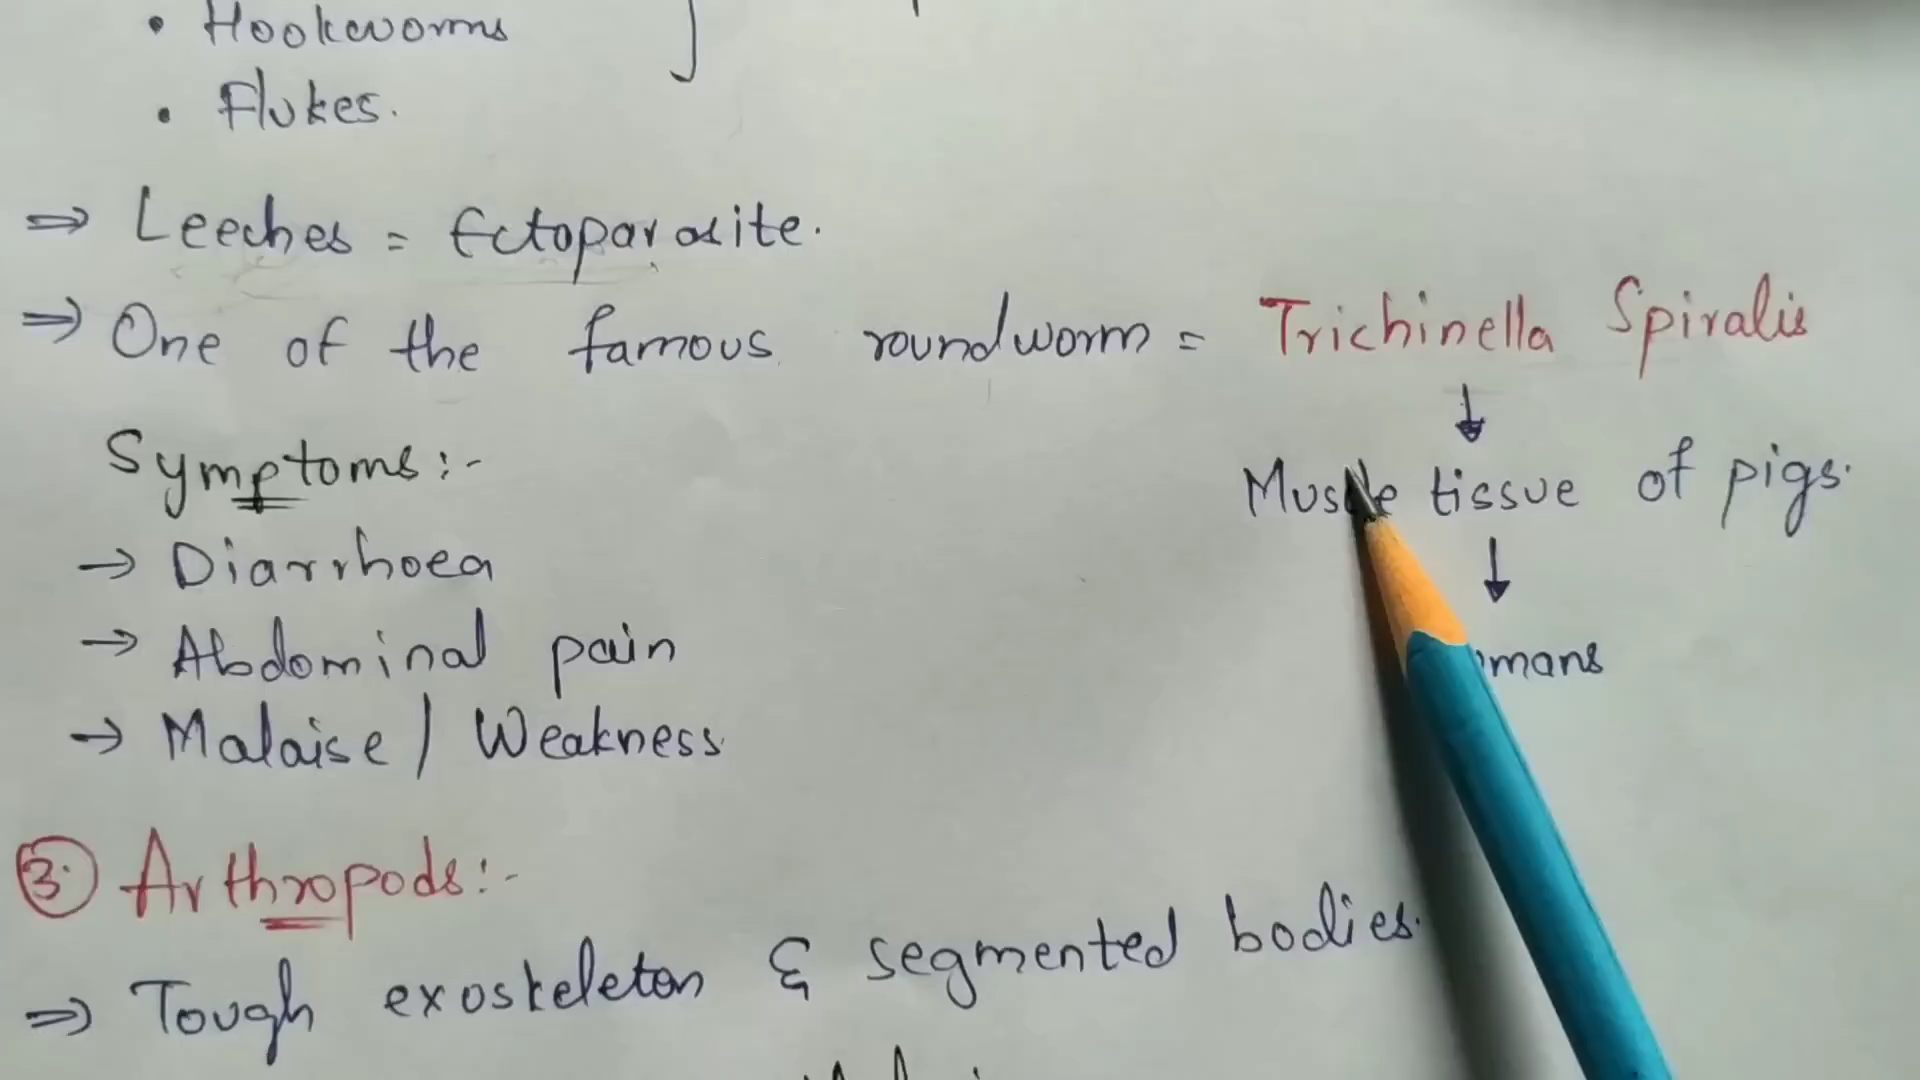 • Hookworms
• Flukes.
⇒ Leeches = Ectoparasite.
⇒ One of the famous roundworm = Trichinella Spiralis
↓
Muscle tissue of pigs.
↓
Symptoms:-
→ Diarrhoea
→ Abdominal pain
→ Malaise / Weakness
③ Arthropods:-
⇒ Tough exoskeleton & segmented bodies.